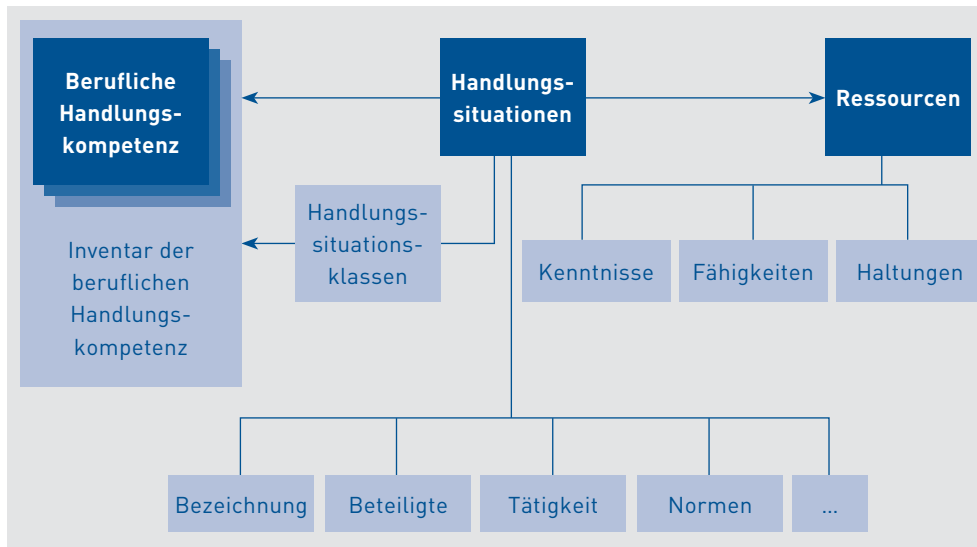 Berufliche
Handlungs-
kompetenz
Handlungs-
situationen
Ressourcen
Inventar der
beruflichen
Handlungs-
kompetenz
Handlungs-
situations-
klassen
Kenntnisse
Fähigkeiten
Haltungen
Bezeichnung
Beteiligte
Tätigkeit
Normen
...